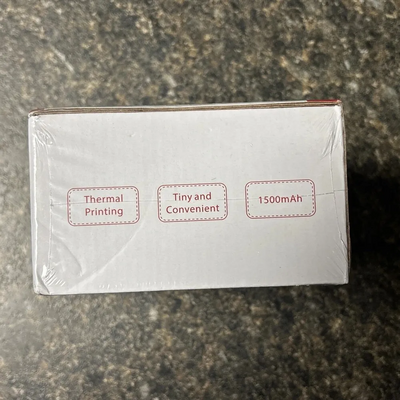 Thermal
Printing
Tiny and
Convenient
1500mAh